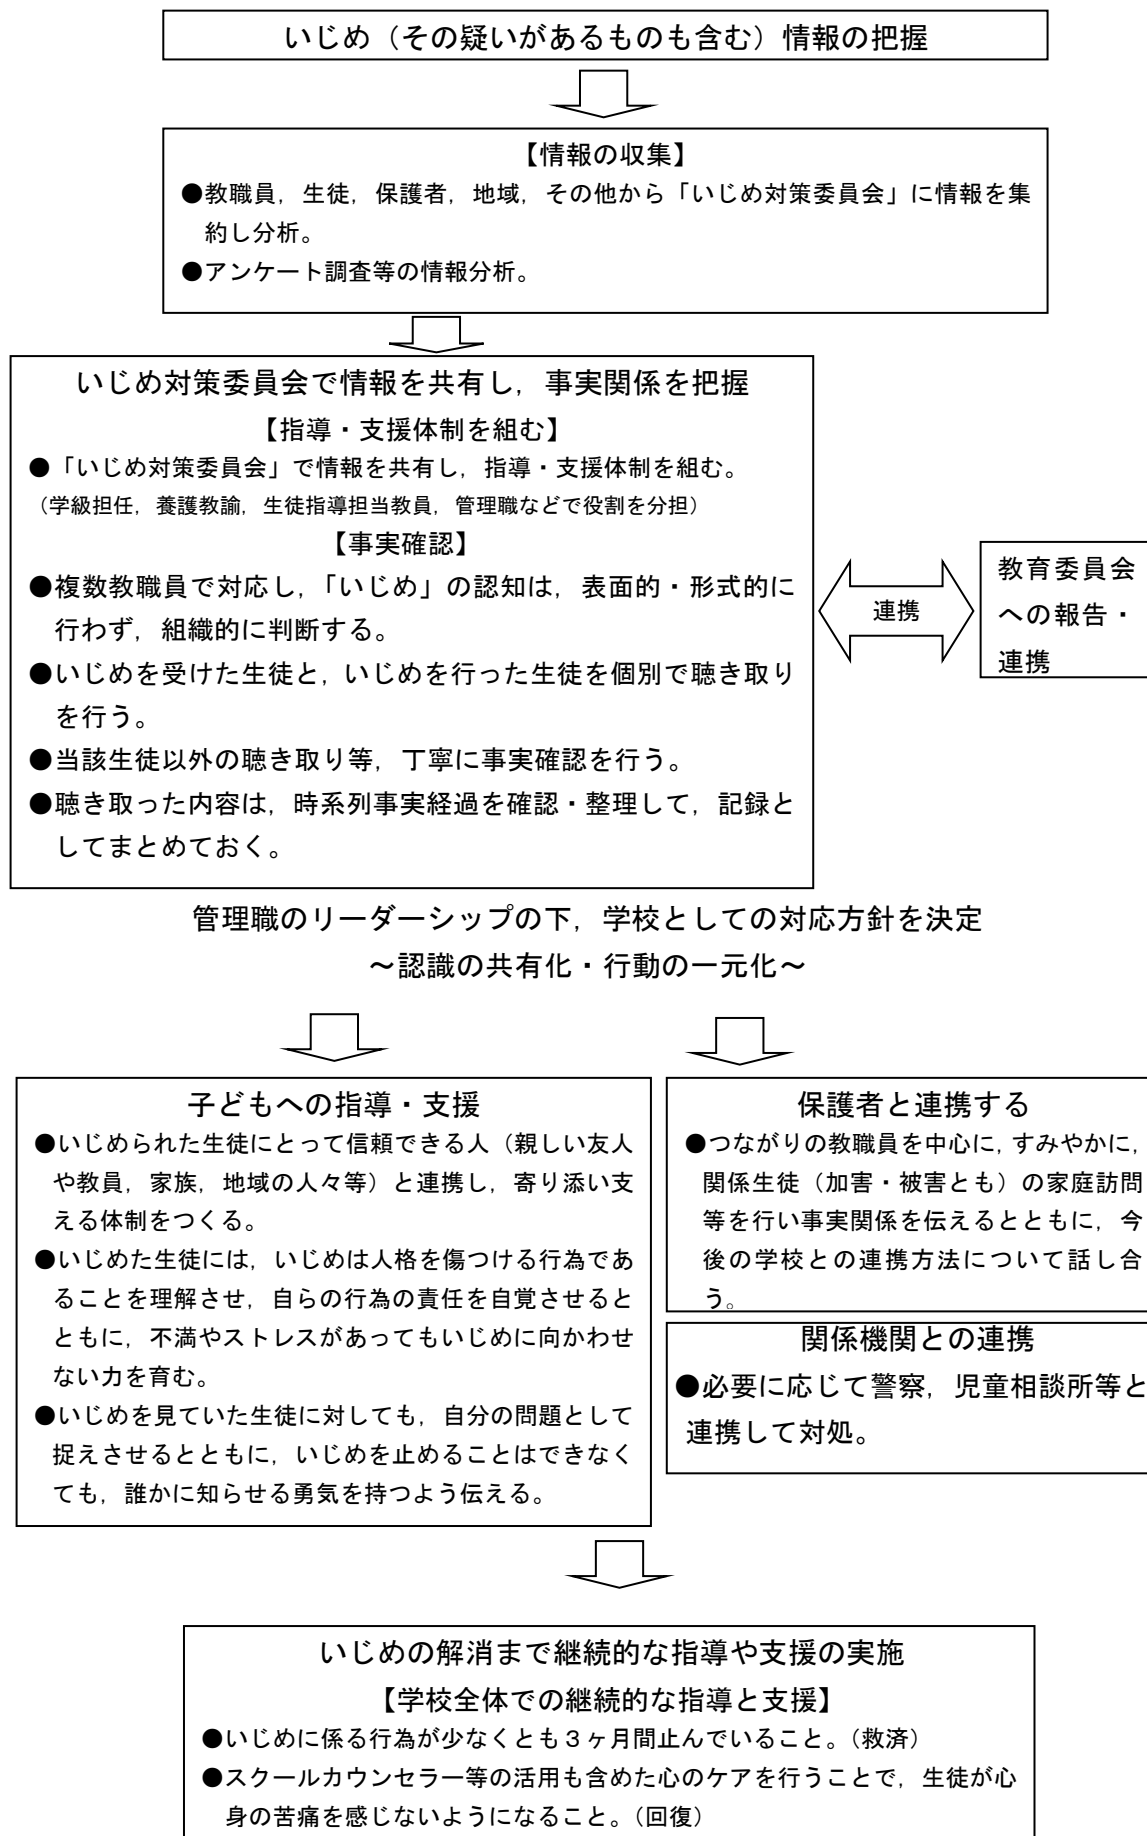 いじめ（その疑いがあるものも含む）情報の把握
【情報の収集】
●教職員，生徒，保護者，地域，その他から「いじめ対策委員会」に情報を集
約し分析。
●アンケート調査等の情報分析。
いじめ対策委員会で情報を共有し，事実関係を把握
【指導・支援体制を組む】
●「いじめ対策委員会」で情報を共有し，指導・支援体制を組む。
（学級担任，養護教諭，生徒指導担当教員，管理職などで役割を分担）
【事実確認】
●複数教職員で対応し，「いじめ」の認知は，表面的・形式的に
行わず，組織的に判断する。
●いじめを受けた生徒と，いじめを行った生徒を個別で聴き取り
を行う。
●当該生徒以外の聴き取り等，丁寧に事実確認を行う。
●聴き取った内容は，時系列事実経過を確認・整理して，記録と
してまとめておく。
連携
教育委員会
への報告・
連携
管理職のリーダーシップの下，学校としての対応方針を決定
～認識の共有化・行動の一元化～
子どもへの指導・支援
●いじめられた生徒にとって信頼できる人（親しい友人
や教員，家族，地域の人々等）と連携し，寄り添い支
える体制をつくる。
●いじめた生徒には，いじめは人格を傷つける行為であ
ることを理解させ，自らの行為の責任を自覚させると
ともに，不満やストレスがあってもいじめに向かわせ
ない力を育む。
●いじめを見ていた生徒に対しても，自分の問題として
捉えさせるとともに，いじめを止めることはできなく
ても，誰かに知らせる勇気を持つよう伝える。
保護者と連携する
●つながりの教職員を中心に，すみやかに，
関係生徒（加害・被害とも）の家庭訪問
等を行い事実関係を伝えるとともに，今
後の学校との連携方法について話し合
う。
関係機関との連携
●必要に応じて警察，児童相談所等と
連携して対処。
いじめの解消まで継続的な指導や支援の実施
【学校全体での継続的な指導と支援】
●いじめに係る行為が少なくとも３ヶ月間止んでいること。（救済）
●スクールカウンセラー等の活用も含めた心のケアを行うことで，生徒が心
身の苦痛を感じないようになること。（回復）